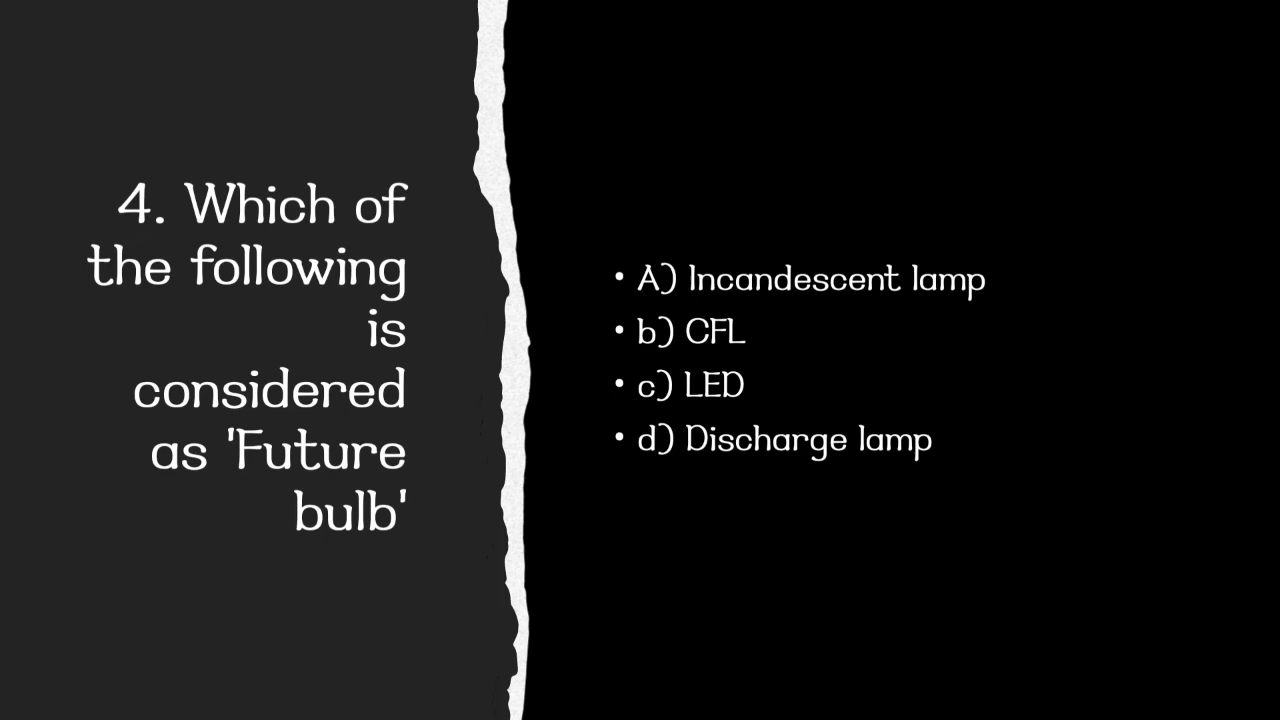 4. Which of
the following
is
considered
as 'Future
bulb'
• A) Incandescent lamp
• b) CFL
• c) LED
• d) Discharge lamp